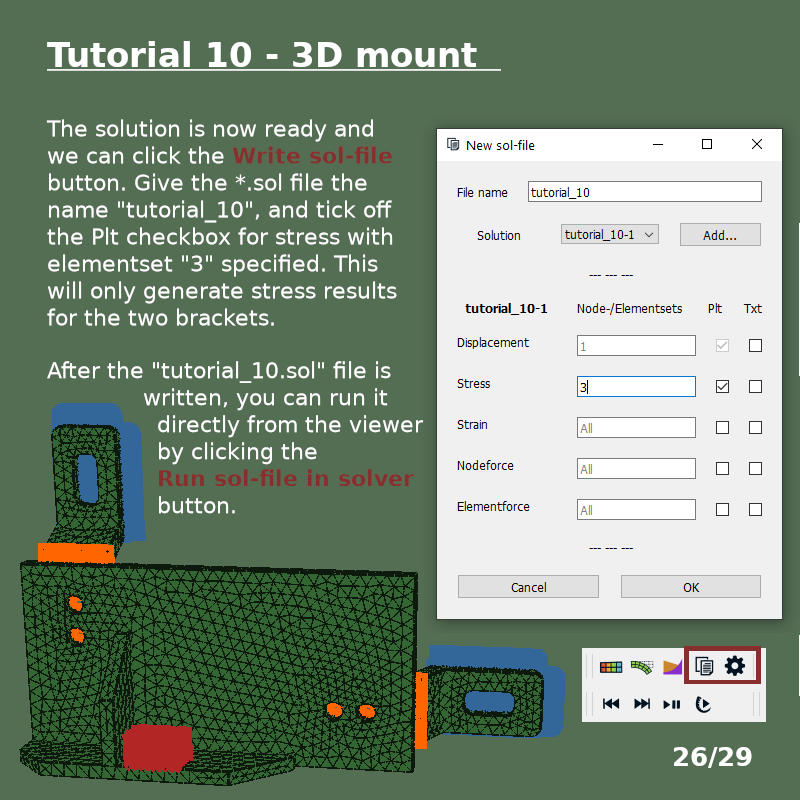 Tutorial 10 - 3D mount
The solution is now ready and
we can click the Write sol-file
button. Give the *.sol file the
name "tutorial_10", and tick off
the Plt checkbox for stress with
elementset "3" specified. This
will only generate stress results
for the two brackets.
After the "tutorial_10.sol" file is
written, you can run it
directly from the viewer
by clicking the
Run sol-file in solver
button.
New sol-file
File name tutorial_10
Solution tutorial_10-1 Add...
--- --- ---
tutorial_10-1 Node-/Elementsets Plt Txt
Displacement 1
Stress 3
Strain All
Nodeforce All
Elementforce All
--- --- ---
Cancel OK
26/29